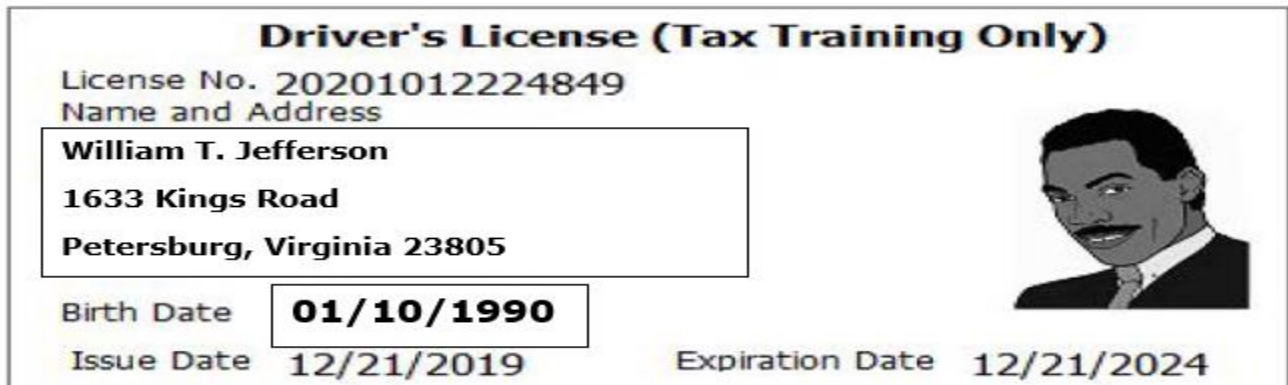 Driver's License (Tax Training Only)
License No. 20201012224849
Name and Address
William T. Jefferson
1633 Kings Road
Petersburg, Virginia 23805
Birth Date 01/10/1990
Issue Date 12/21/2019 Expiration Date 12/21/2024